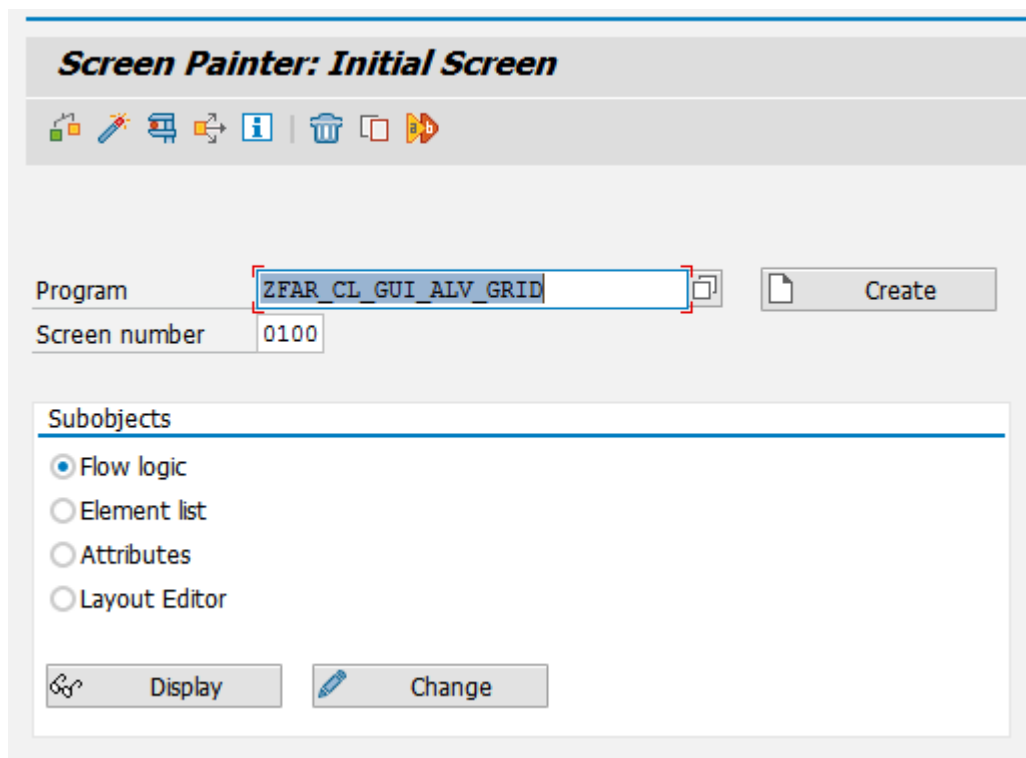 Screen Painter: Initial Screen
Program ZFAR_CL_GUI_ALV_GRID Create
Screen number 0100
Subobjects
Flow logic
Element list
Attributes
Layout Editor
Display Change